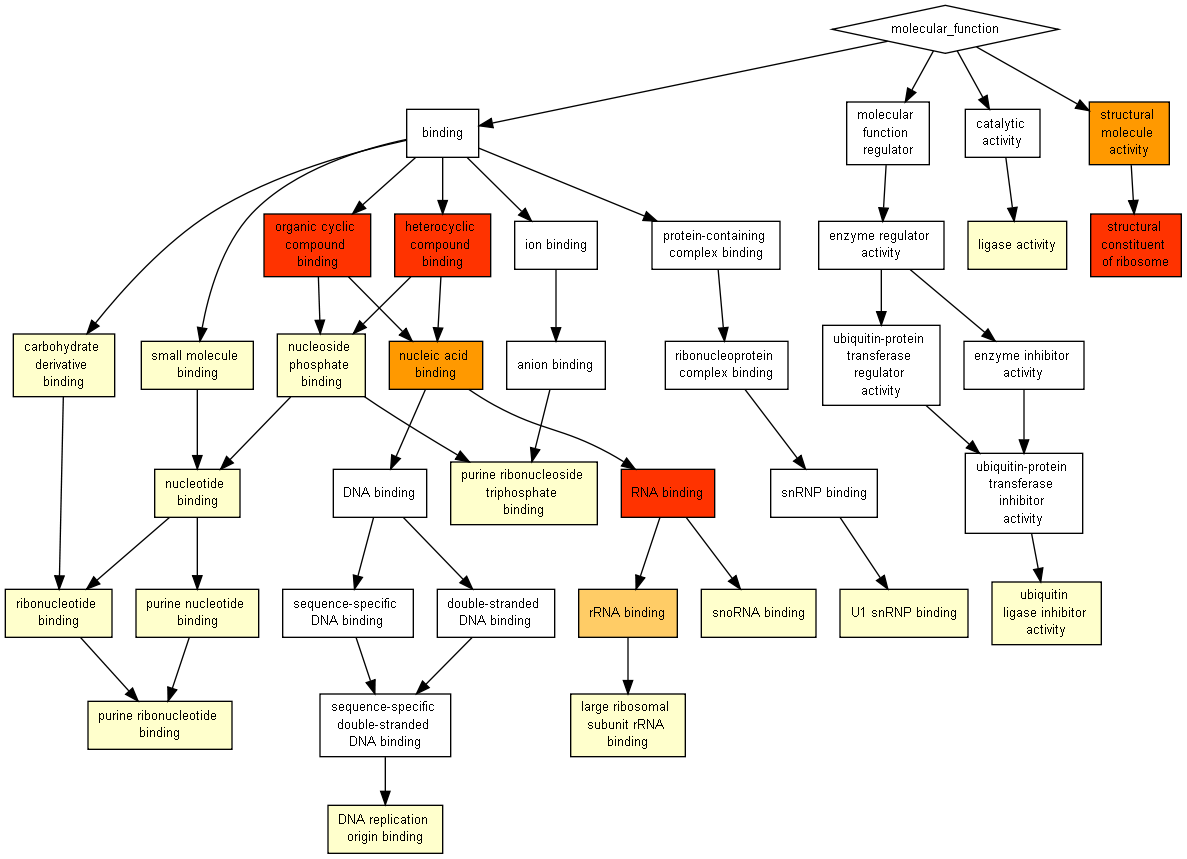 molecular_function
binding
molecular
function
regulator
catalytic
activity
structural
molecule
activity
organic cyclic
compound
binding
heterocyclic
compound
binding
ion binding
protein-containing
complex binding
enzyme regulator
activity
ligase activity
structural
constituent
of ribosome
carbohydrate
derivative
binding
small molecule
binding
nucleoside
phosphate
binding
nucleic acid
binding
anion binding
ribonucleoprotein
complex binding
ubiquitin-protein
transferase
regulator
activity
enzyme inhibitor
activity
nucleotide
binding
DNA binding
purine ribonucleoside
triphosphate
binding
RNA binding
snRNP binding
ubiquitin-protein
transferase
inhibitor
activity
ribonucleotide
binding
purine nucleotide
binding
sequence-specific
DNA binding
double-stranded
DNA binding
rRNA binding
snoRNA binding
U1 snRNP binding
ubiquitin
ligase inhibitor
activity
purine ribonucleotide
binding
sequence-specific
double-stranded
DNA binding
large ribosomal
subunit rRNA
binding
DNA replication
origin binding